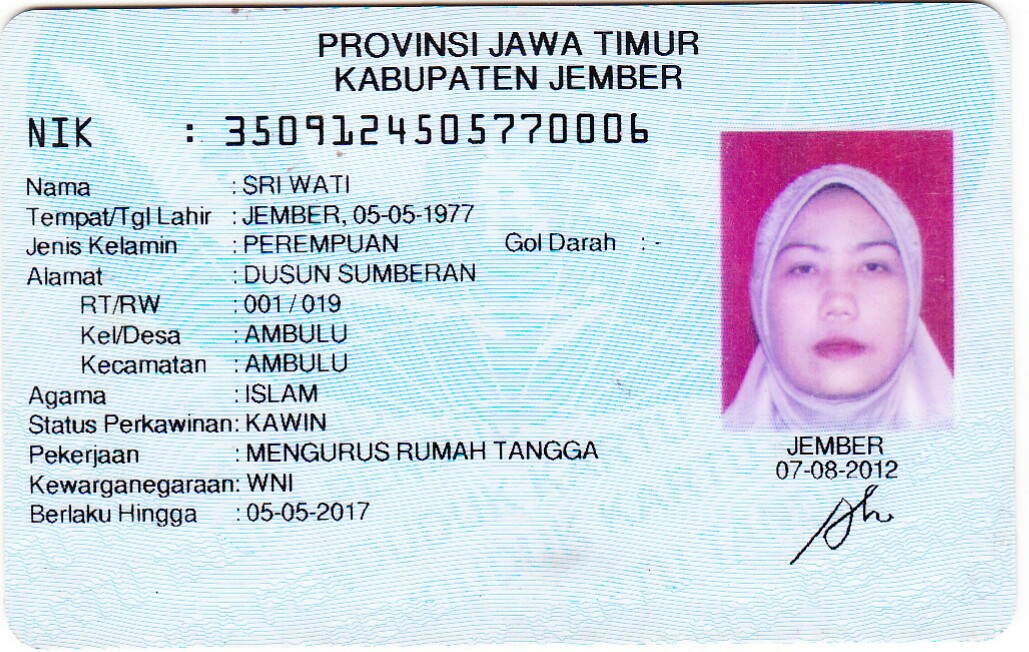 PROVINSI JAWA TIMUR
KABUPATEN JEMBER
NIK : 3509124505770006
Nama : SRI WATI
Tempat/Tgl Lahir : JEMBER, 05-05-1977
Jenis Kelamin : PEREMPUAN Gol Darah : -
Alamat : DUSUN SUMBERAN
RT/RW : 001 / 019
Kel/Desa : AMBULU
Kecamatan : AMBULU
Agama : ISLAM
Status Perkawinan: KAWIN
Pekerjaan : MENGURUS RUMAH TANGGA
Kewarganegaraan: WNI
Berlaku Hingga : 05-05-2017
JEMBER
07-08-2012